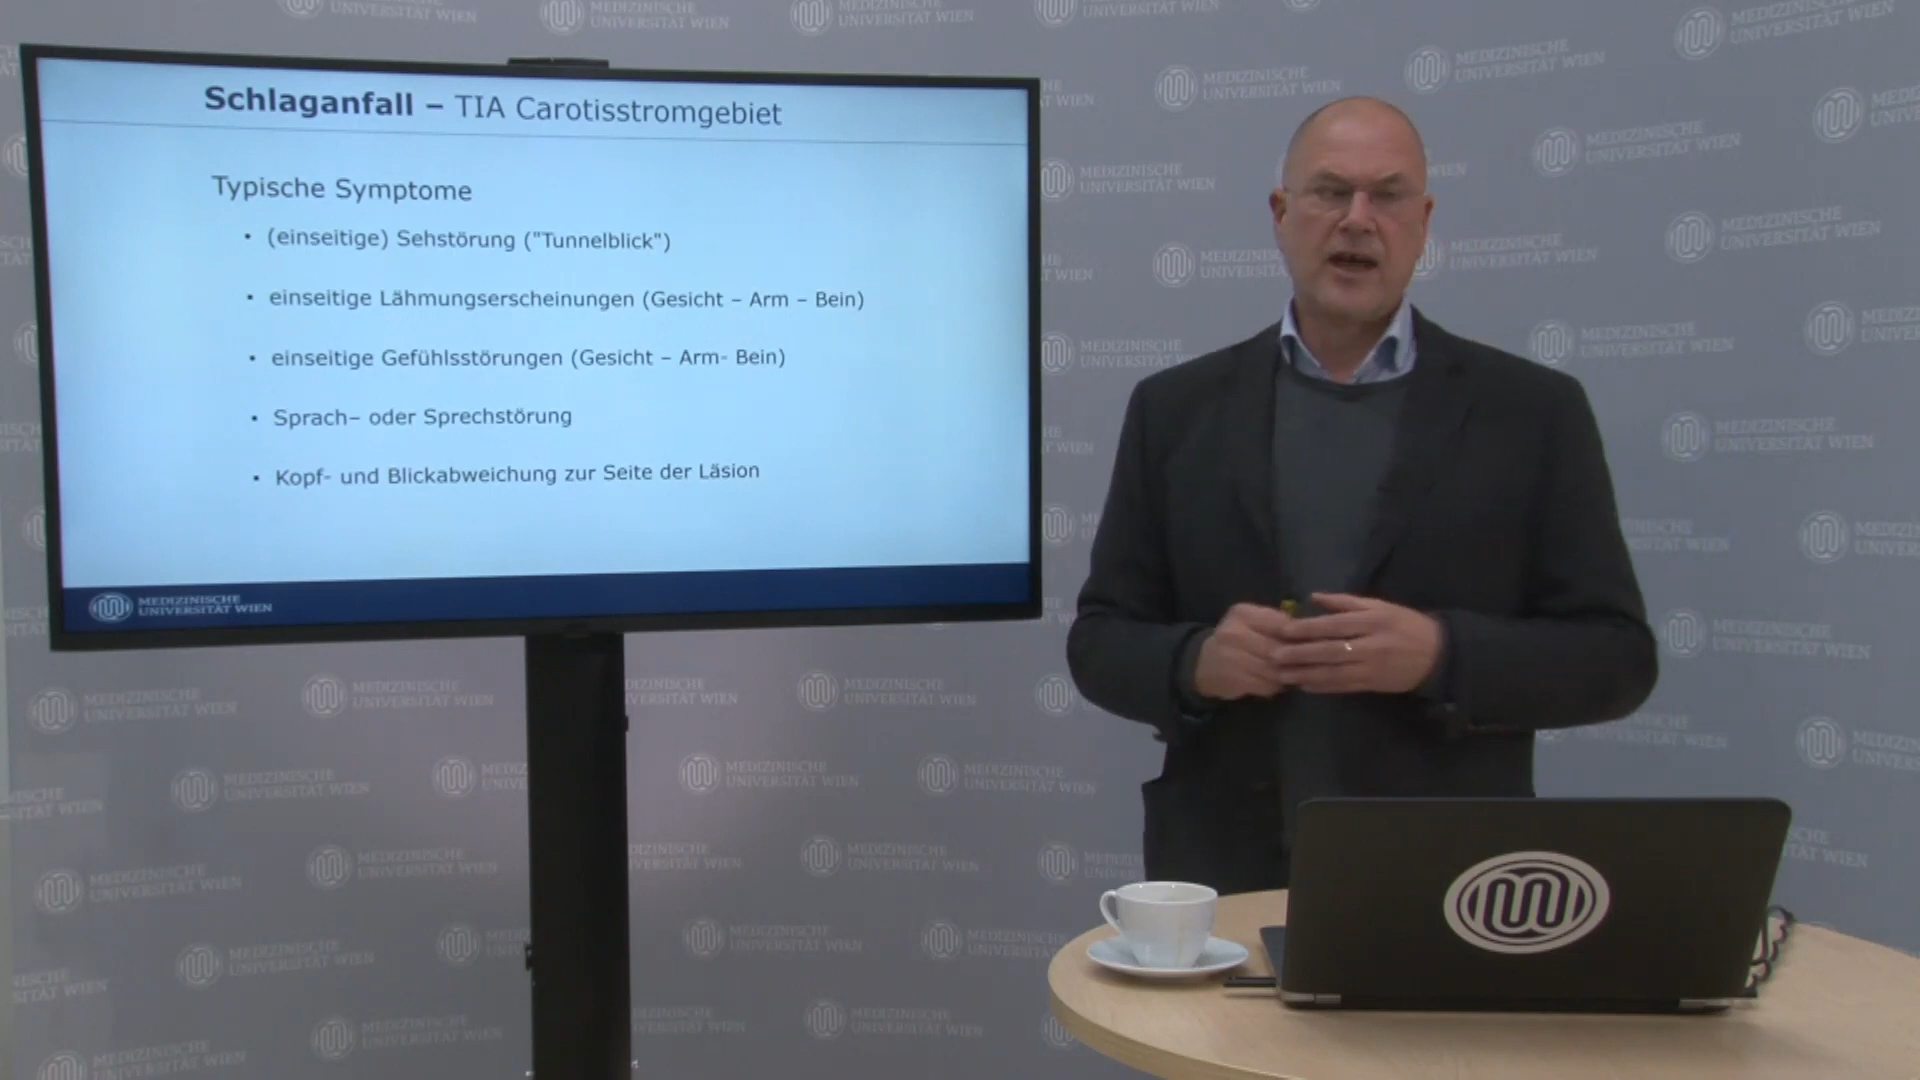 Schlaganfall – TIA Carotisstromgebiet
Typische Symptome
• (einseitige) Sehstörung ("Tunnelblick")
• einseitige Lähmungserscheinungen (Gesicht – Arm – Bein)
• einseitige Gefühlsstörungen (Gesicht – Arm- Bein)
• Sprach– oder Sprechstörung
• Kopf- und Blickabweichung zur Seite der Läsion
MEDIZINISCHE
UNIVERSITÄT WIEN
MEDIZINISCHE
UNIVERSITÄT WIEN